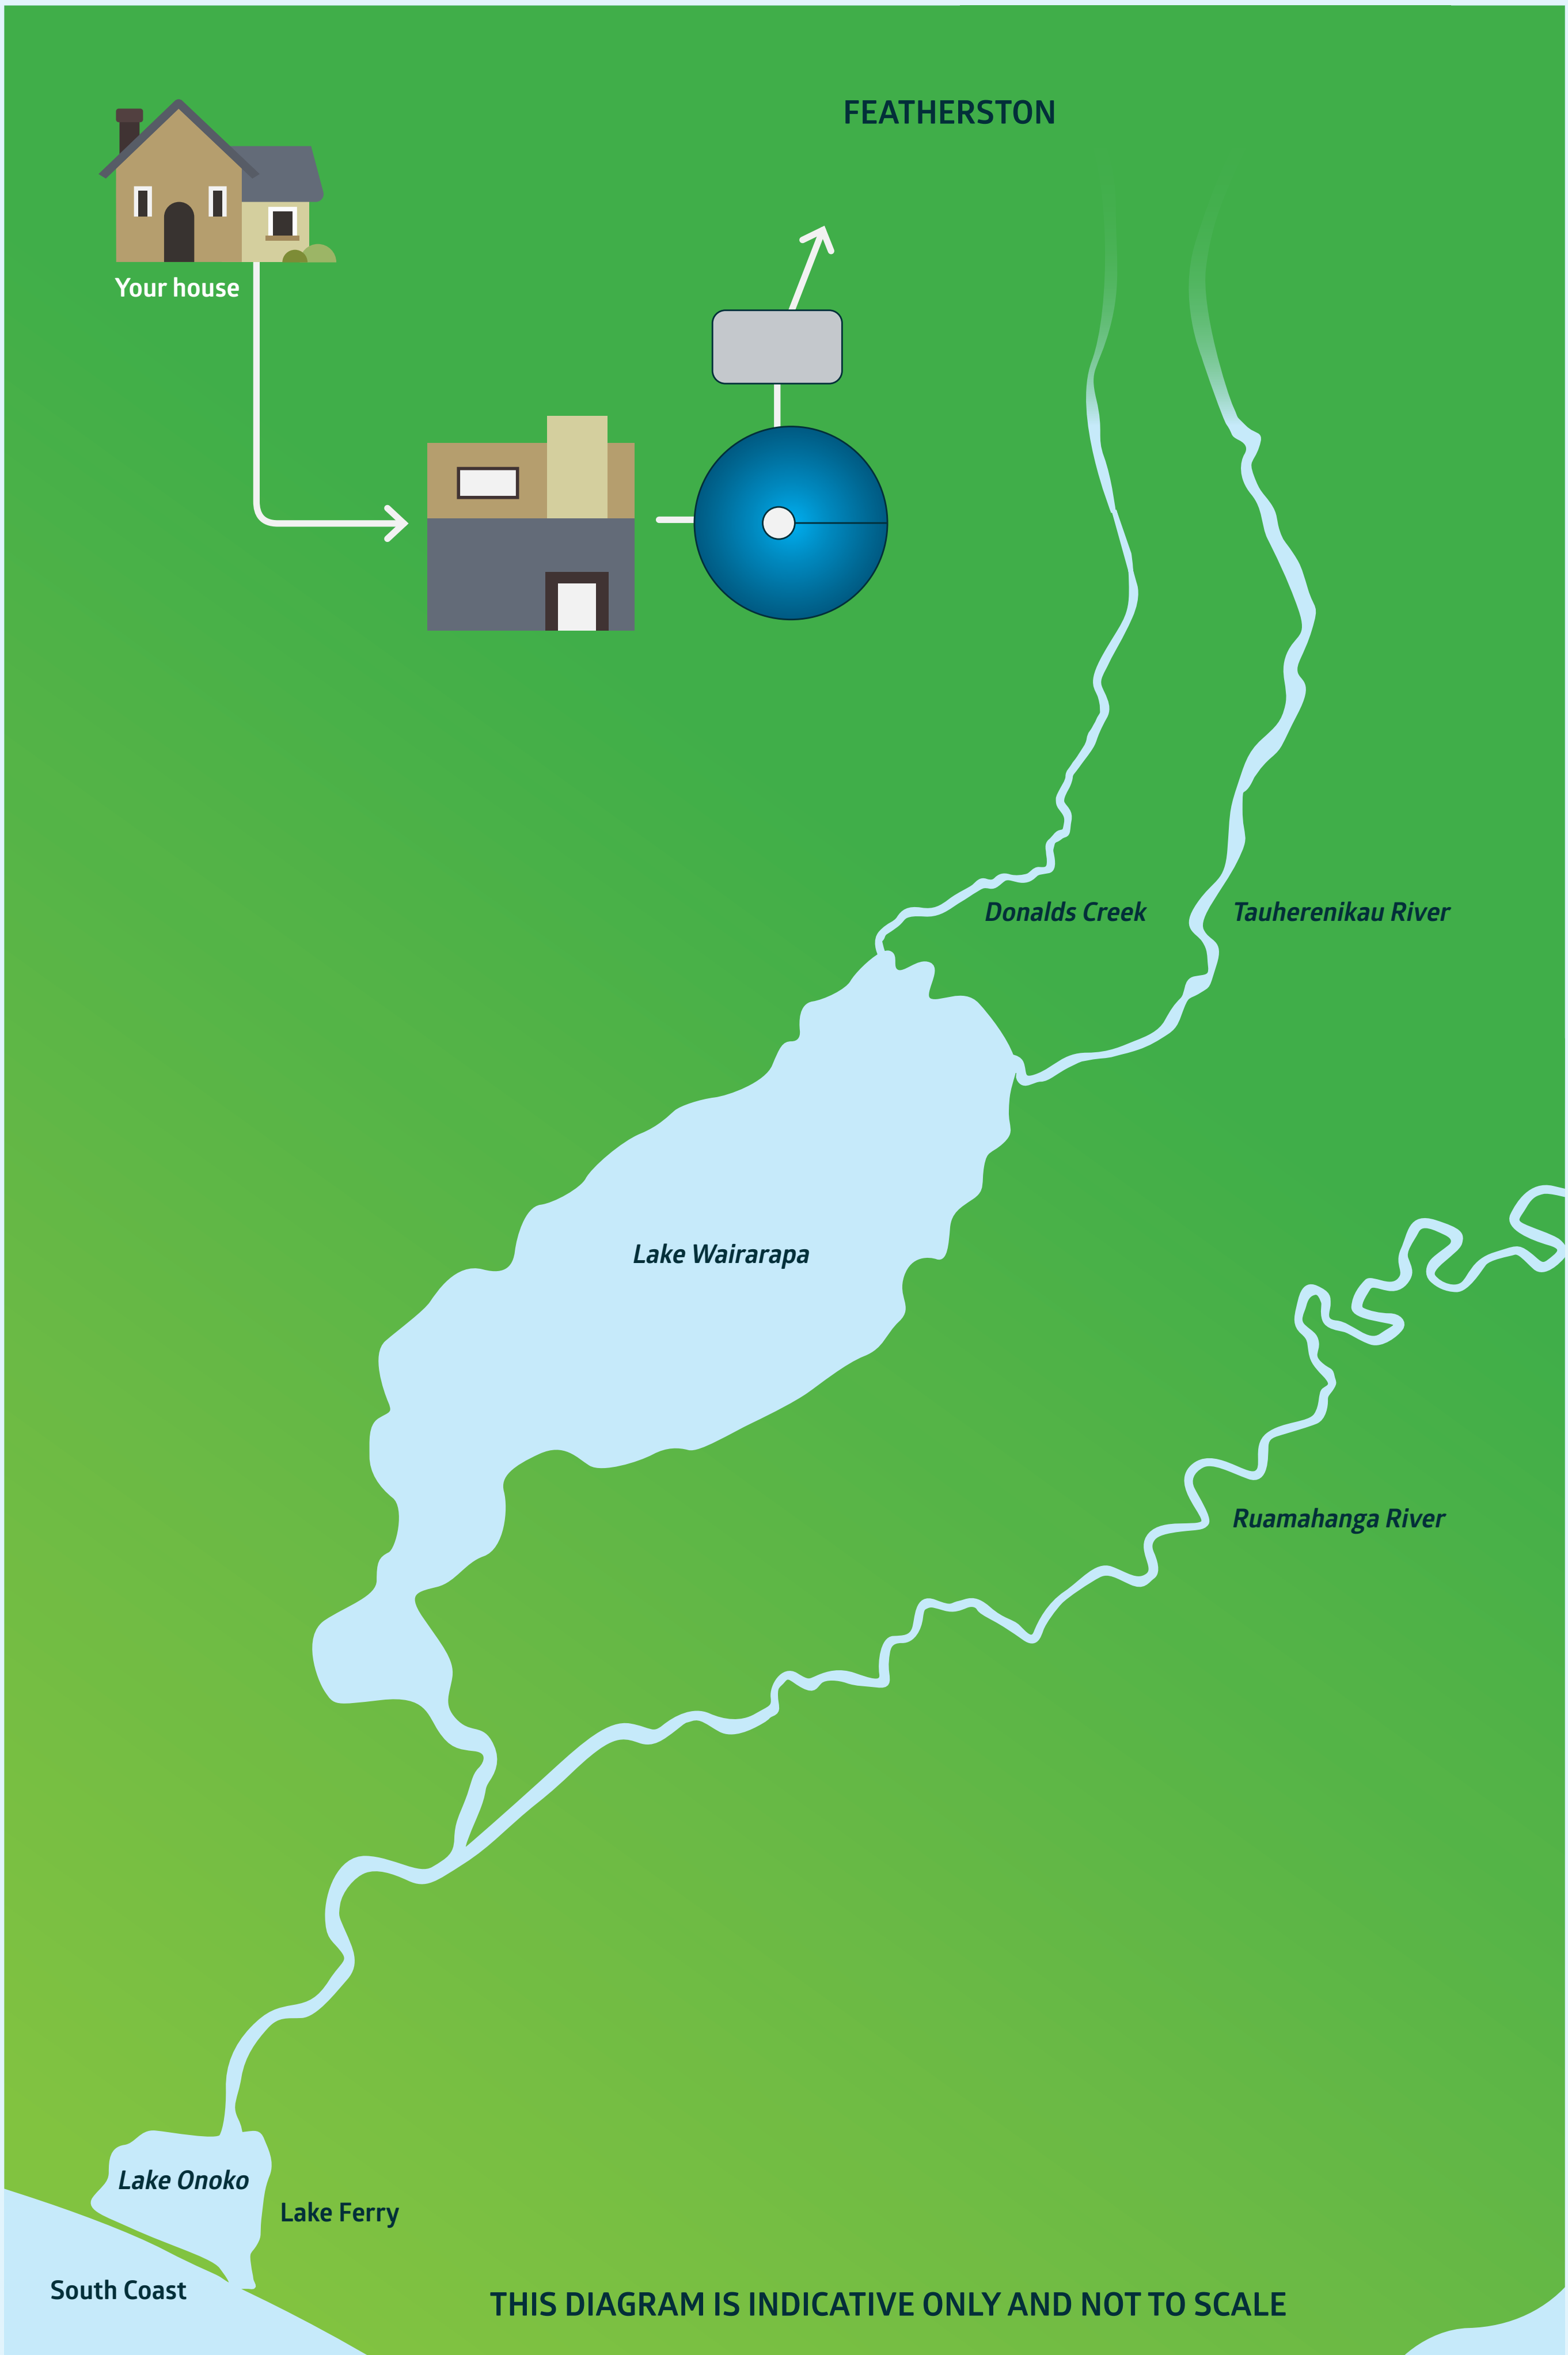 FEATHERSTON
Your house
Donalds Creek
Tauherenikau River
Lake Wairarapa
Ruamahanga River
Lake Onoko
Lake Ferry
South Coast
THIS DIAGRAM IS INDICATIVE ONLY AND NOT TO SCALE